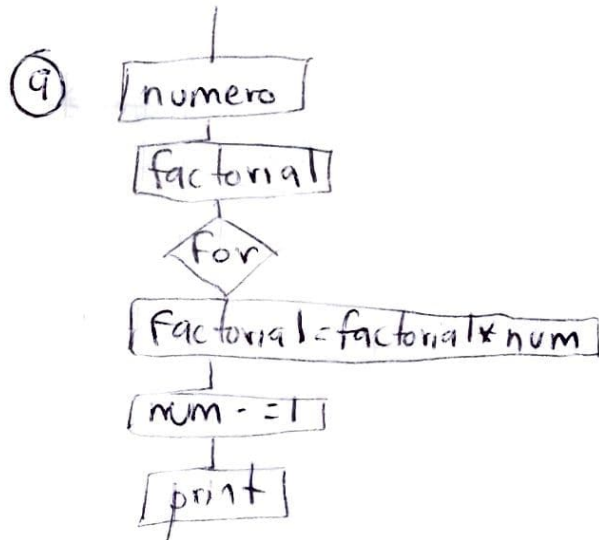 9
numero
factorial
for
Factorial=factorial*num
num -=1
print